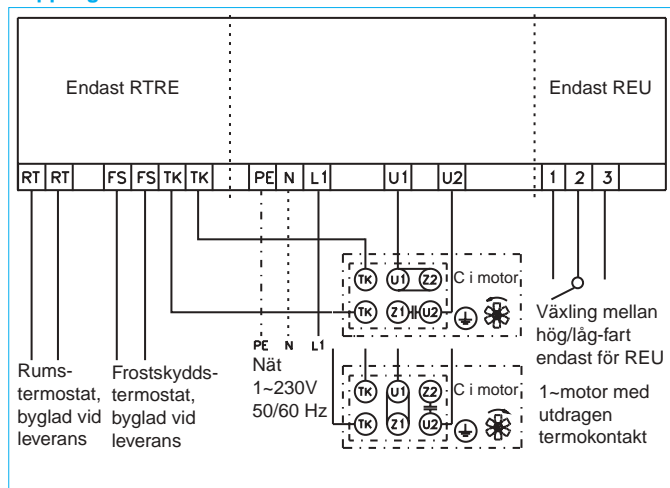 Endast RTRE
Endast REU
RT RT FS FS TK TK PE N L1 U1 U2 1 2 3
TK U1 Z2 C i motor
TK Z1 U2
PE N L1
Växling mellan
hög/låg-fart
endast för REU
Rums-
termostat,
byglad vid
leverans
Frostskydds-
termostat,
byglad vid
leverans
Nät
1~230V
50/60 Hz
TK U1 Z2 C i motor
TK Z1 U2
1~motor med
utdragen
termokontakt